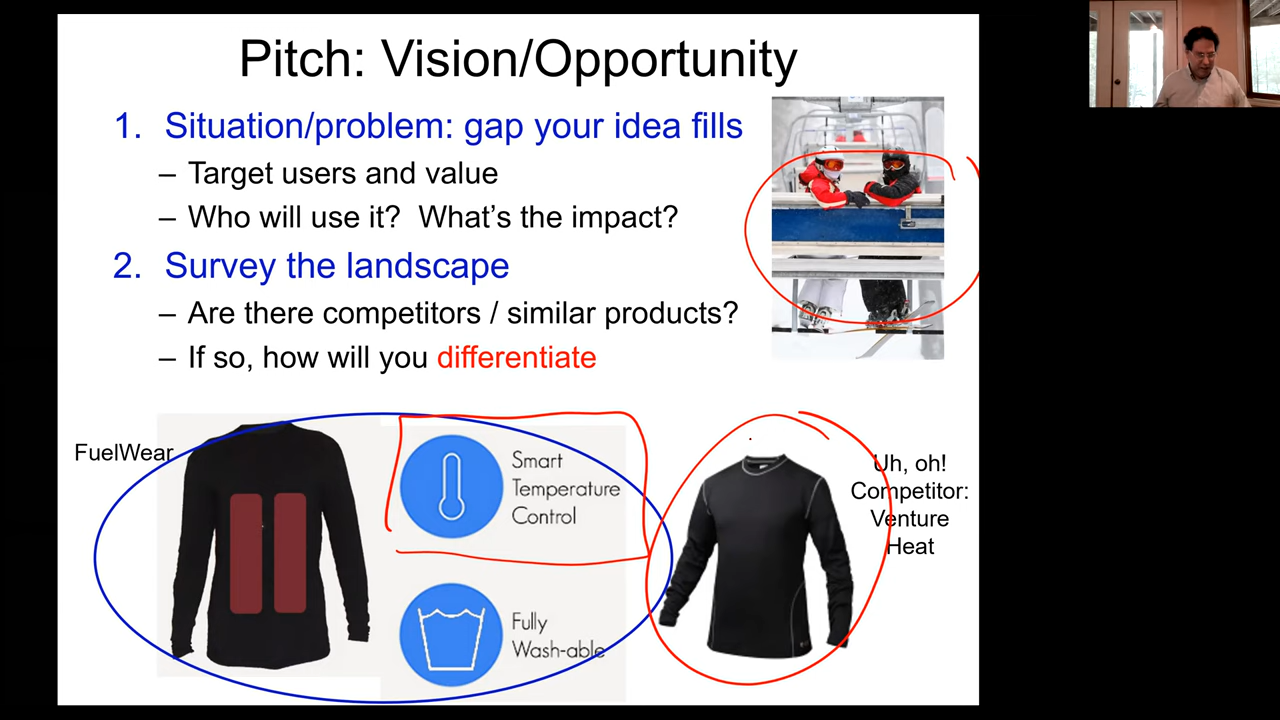 Pitch: Vision/Opportunity
1. Situation/problem: gap your idea fills
– Target users and value
– Who will use it? What's the impact?
2. Survey the landscape
– Are there competitors / similar products?
– If so, how will you differentiate
FuelWear
Smart
Temperature
Control
Fully
Wash-able
Uh, oh!
Competitor:
Venture
Heat